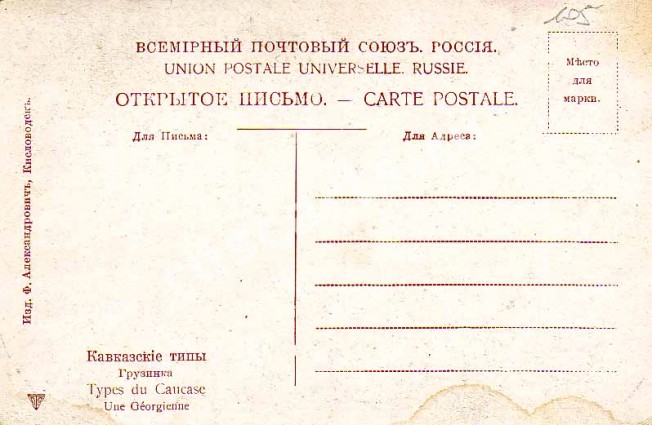 105
ВСЕМІРНЫЙ ПОЧТОВЫЙ СОЮЗЪ. РОССІЯ.
UNION POSTALE UNIVERSELLE. RUSSIE.
ОТКРЫТОЕ ПИСЬМО. — CARTE POSTALE.
Мѣсто
для
марки.
Для Письма:
Для Адреса:
Изд. Ф. Александровичъ, Кисловодскъ.
Кавказскіе типы
Грузинка
Types du Caucase
Une Géorgienne